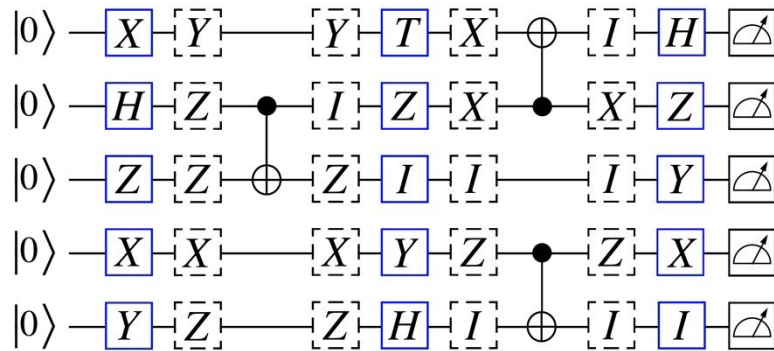 |0⟩ X Y Y T X I H
|0⟩ H Z I Z X X Z
|0⟩ Z Z Z I I I Y
|0⟩ X X X Y Z Z X
|0⟩ Y Z Z H I I I